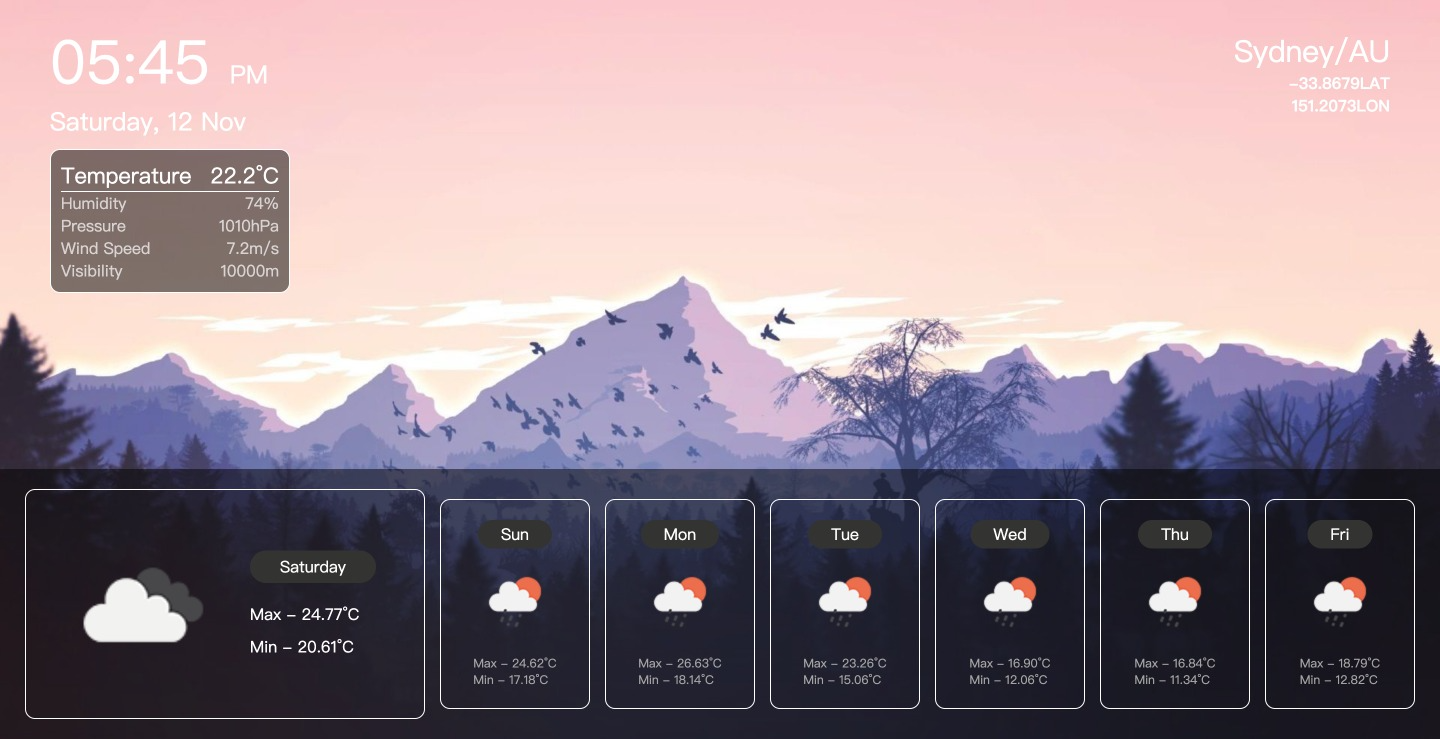 05:45 PM
Saturday, 12 Nov
Sydney/AU
-33.8679LAT
151.2073LON
Temperature 22.2°C
Humidity 74%
Pressure 1010hPa
Wind Speed 7.2m/s
Visibility 10000m
Saturday
Max – 24.77°C
Min – 20.61°C
Sun
Max – 24.62°C
Min – 17.18°C
Mon
Max – 26.63°C
Min – 18.14°C
Tue
Max – 23.26°C
Min – 15.06°C
Wed
Max – 16.90°C
Min – 12.06°C
Thu
Max – 16.84°C
Min – 11.34°C
Fri
Max – 18.79°C
Min – 12.82°C